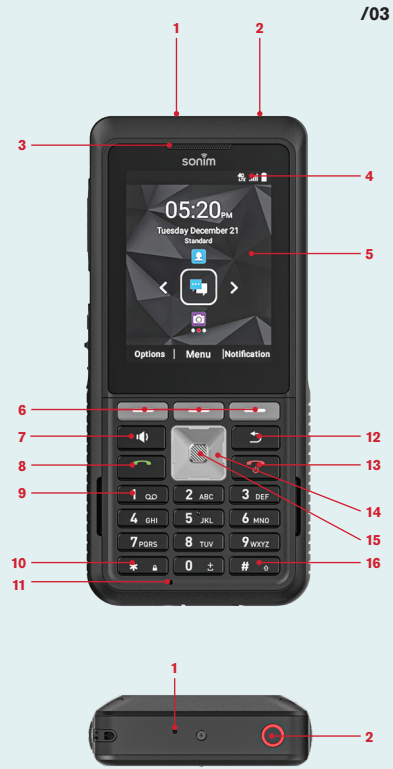 /03
1 2
3
sonim
4G LTE
4
05:20PM
Tuesday December 21
Standard
5
Options | Menu | Notification
6
7 12
8 13
9
1 2 ABC 3 DEF
14
4 GHI 5 JKL 6 MNO
15
7 PQRS 8 TUV 9 WXYZ
10 * 0 + # 16
11
1
2